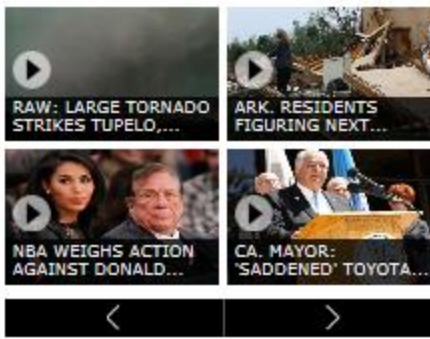 RAW: LARGE TORNADO
STRIKES TUPELO,...
ARK. RESIDENTS
FIGURING NEXT...
NBA WEIGHS ACTION
AGAINST DONALD...
CA. MAYOR:
'SADDENED' TOYOTA...